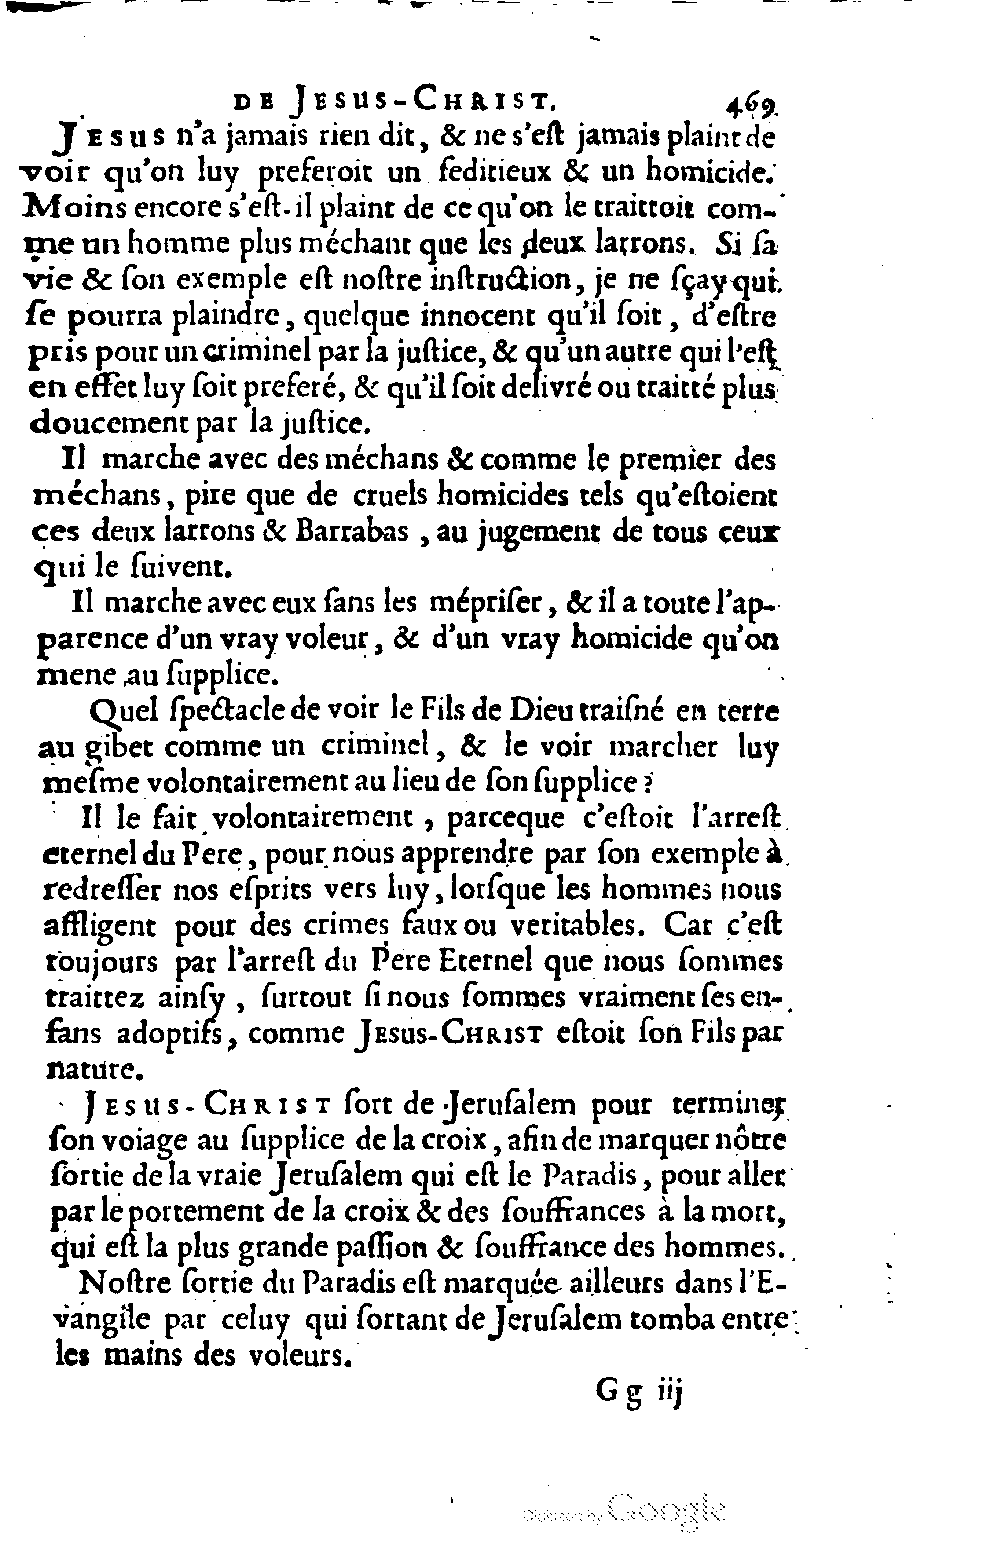 DE JESUS-CHRIST. 469.
JESUS n'a jamais rien dit, & ne s'eſt jamais plaint de
voir qu'on luy preferoit un ſeditieux & un homicide.
Moins encore s'eſt-il plaint de ce qu'on le traittoit com-
me un homme plus méchant que les deux larrons. Si ſa
vie & ſon exemple eſt noſtre inſtruction, je ne ſçay qui
ſe pourra plaindre, quelque innocent qu'il ſoit, d'eſtre
pris pour un criminel par la juſtice, & qu'un autre qui l'eſt
en effet luy ſoit preferé, & qu'il ſoit delivré ou traitté plus
doucement par la juſtice.
Il marche avec des méchans & comme le premier des
méchans, pire que de cruels homicides tels qu'eſtoient
ces deux larrons & Barrabas, au jugement de tous ceux
qui le ſuivent.
Il marche avec eux ſans les mépriſer, & il a toute l'ap-
parence d'un vray voleur, & d'un vray homicide qu'on
mene au ſupplice.
Quel ſpectacle de voir le Fils de Dieu traiſné en terre
au gibet comme un criminel, & le voir marcher luy
meſme volontairement au lieu de ſon ſupplice?
Il le fait volontairement, parceque c'eſtoit l'arreſt
eternel du Pere, pour nous apprendre par ſon exemple à
redreſſer nos eſprits vers luy, lorſque les hommes nous
affligent pour des crimes faux ou veritables. Car c'eſt
toujours par l'arreſt du Pere Eternel que nous ſommes
traittez ainſy, ſurtout ſi nous ſommes vraiment ſes en-
fans adoptifs, comme JESUS-CHRIST eſtoit ſon Fils par
nature.
JESUS-CHRIST ſort de Jeruſalem pour terminer
ſon voiage au ſupplice de la croix, afin de marquer nôtre
ſortie de la vraie Jeruſalem qui eſt le Paradis, pour aller
par le portement de la croix & des ſouffrances à la mort,
qui eſt la plus grande paſſion & ſouffrance des hommes.
Noſtre ſortie du Paradis eſt marquée ailleurs dans l'E-
vangile par celuy qui ſortant de Jeruſalem tomba entre
les mains des voleurs.
G g iij
Digitized by Google